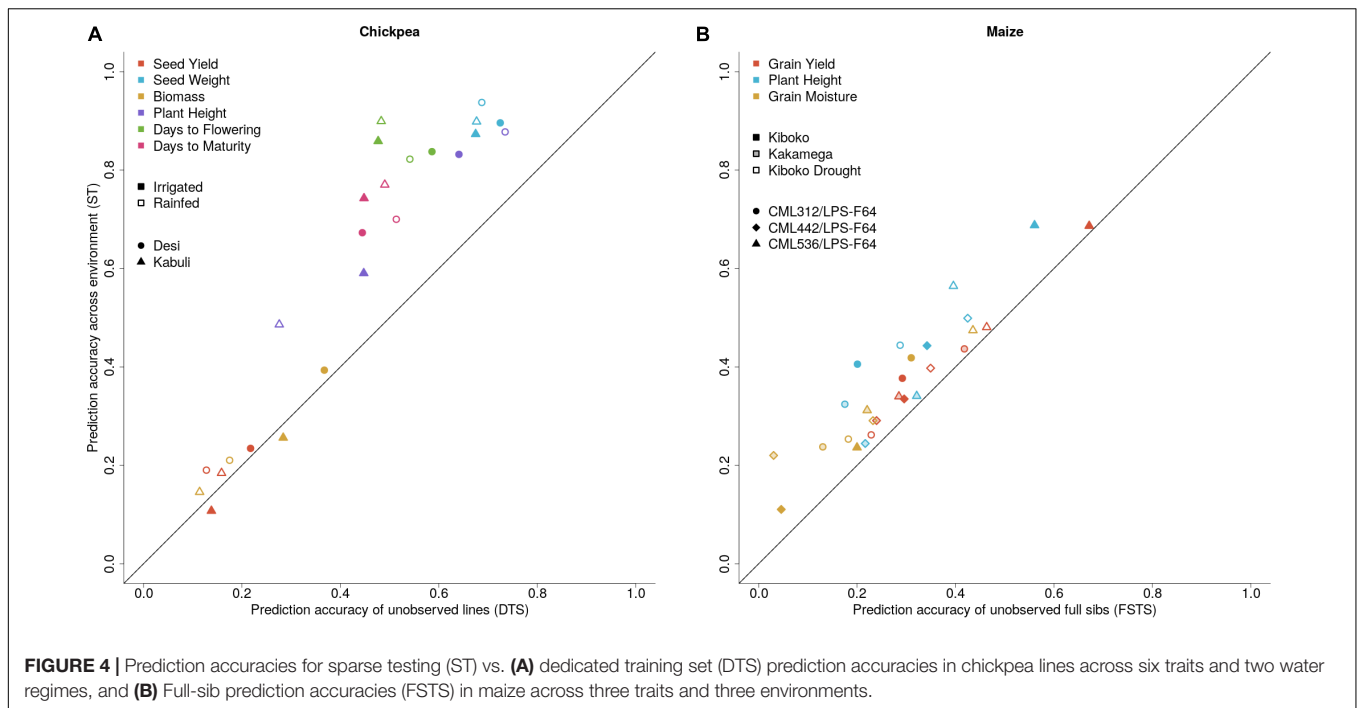 A
Chickpea
Seed Yield
Seed Weight
Biomass
Plant Height
Days to Flowering
Days to Maturity
Irrigated
Rainfed
Desi
Kabuli
Prediction accuracy across environment (ST)
1.0
0.8
0.6
0.4
0.2
0.0
0.0 0.2 0.4 0.6 0.8 1.0
Prediction accuracy of unobserved lines (DTS)
B
Maize
Grain Yield
Plant Height
Grain Moisture
Kiboko
Kakamega
Kiboko Drought
CML312/LPS-F64
CML442/LPS-F64
CML536/LPS-F64
1.0
0.8
0.6
0.4
0.2
0.0
0.0 0.2 0.4 0.6 0.8 1.0
Prediction accuracy of unobserved full sibs (FSTS)
FIGURE 4 | Prediction accuracies for sparse testing (ST) vs. (A) dedicated training set (DTS) prediction accuracies in chickpea lines across six traits and two water
regimes, and (B) Full-sib prediction accuracies (FSTS) in maize across three traits and three environments.